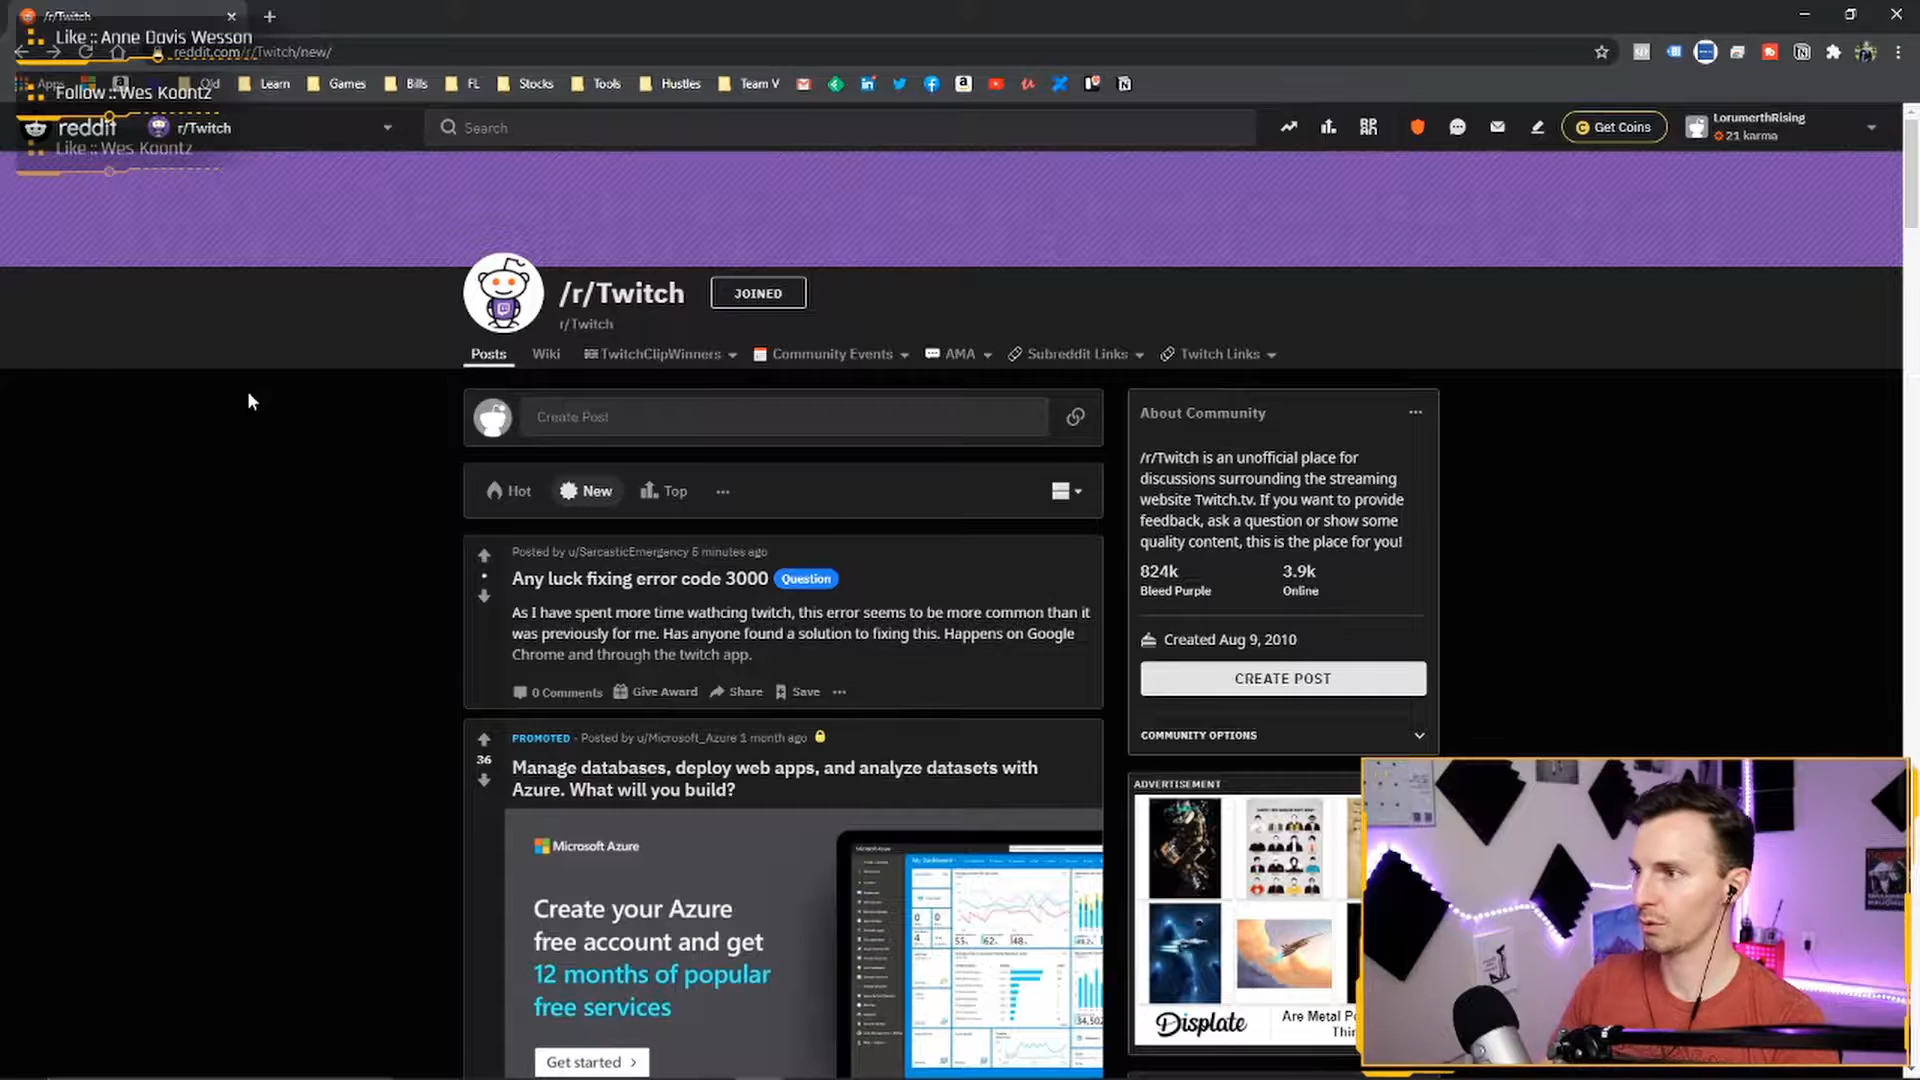 /r/Twitch
Like :: Anne Davis Wesson
reddit.com/r/Twitch/new/
Apps
Old
Learn
Games
Bills
FL
Stocks
Tools
Hustles
Team V
Follow :: Wes Koontz
reddit
r/Twitch
Search
Get Coins
LorumerthRising
21 karma
Like :: Wes Koontz
/r/Twitch
JOINED
r/Twitch
Posts
Wiki
TwitchClipWinners
Community Events
AMA
Subreddit Links
Twitch Links
Create Post
Hot
New
Top
Posted by u/SarcasticEmergency 5 minutes ago
Any luck fixing error code 3000 Question
As I have spent more time wathcing twitch, this error seems to be more common than it
was previously for me. Has anyone found a solution to fixing this. Happens on Google
Chrome and through the twitch app.
0 Comments
Give Award
Share
Save
36
PROMOTED · Posted by u/Microsoft_Azure 1 month ago
Manage databases, deploy web apps, and analyze datasets with
Azure. What will you build?
Microsoft Azure
Create your Azure
free account and get
12 months of popular
free services
Get started >
About Community
/r/Twitch is an unofficial place for
discussions surrounding the streaming
website Twitch.tv. If you want to provide
feedback, ask a question or show some
quality content, this is the place for you!
824k
Bleed Purple
3.9k
Online
Created Aug 9, 2010
CREATE POST
COMMUNITY OPTIONS
ADVERTISEMENT
Displate
Are Metal Po
Thin